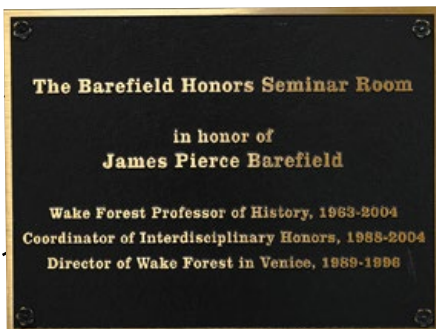 The Barefield Honors Seminar Room
in honor of
James Pierce Barefield
Wake Forest Professor of History, 1963-2004
Coordinator of Interdisciplinary Honors, 1988-2004
Director of Wake Forest in Venice, 1989-1996